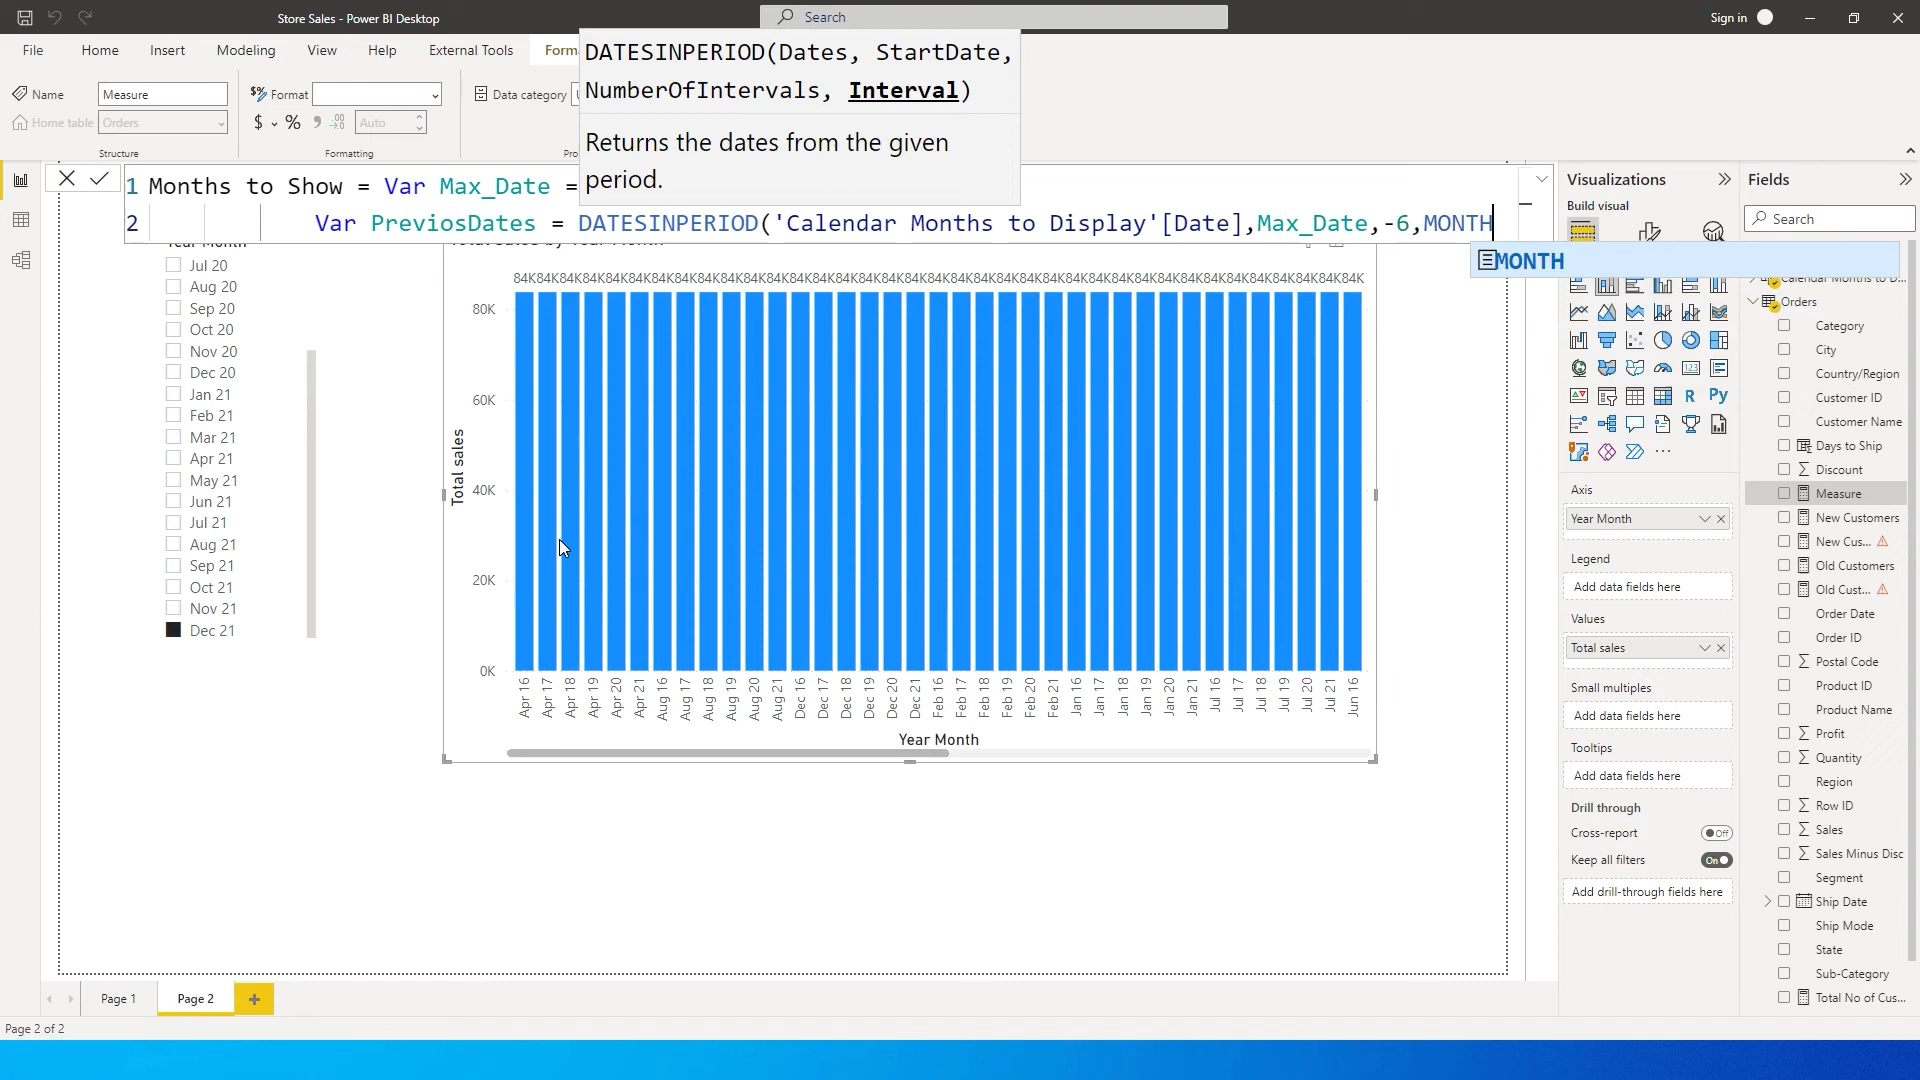 Store Sales - Power BI Desktop
Search
Sign in
File
Home
Insert
Modeling
View
Help
External Tools
Name
Measure
Home table
Orders
Structure
Format
$
%
Auto
Formatting
Data category
DATESINPERIOD(Dates, StartDate,
NumberOfIntervals, Interval)
Returns the dates from the given
period.
1 Months to Show = Var Max_Date =
2 Var PreviosDates = DATESINPERIOD('Calendar Months to Display'[Date],Max_Date,-6,MONTH
MONTH
Jul 20
Aug 20
Sep 20
Oct 20
Nov 20
Dec 20
Jan 21
Feb 21
Mar 21
Apr 21
May 21
Jun 21
Jul 21
Aug 21
Sep 21
Oct 21
Nov 21
Dec 21
84K84K84K84K84K84K84K84K84K84K84K84K84K84K84K84K84K84K84K84K84K84K84K84K84K84K84K84K84K84K84K84K84K84K84K84K84K
80K
60K
40K
20K
0K
Total sales
Apr 16
Apr 17
Apr 18
Apr 19
Apr 20
Apr 21
Aug 16
Aug 17
Aug 18
Aug 19
Aug 20
Aug 21
Dec 16
Dec 17
Dec 18
Dec 19
Dec 20
Dec 21
Feb 16
Feb 17
Feb 18
Feb 19
Feb 20
Feb 21
Jan 16
Jan 17
Jan 18
Jan 19
Jan 20
Jan 21
Jul 16
Jul 17
Jul 18
Jul 19
Jul 20
Jul 21
Jun 16
Year Month
Visualizations
Build visual
R
Py
123
Axis
Year Month
Legend
Add data fields here
Values
Total sales
Small multiples
Add data fields here
Tooltips
Add data fields here
Drill through
Cross-report
Off
Keep all filters
On
Add drill-through fields here
Fields
Search
Calendar Months to D...
Orders
Category
City
Country/Region
Customer ID
Customer Name
Days to Ship
Discount
Measure
New Customers
New Cus...
Old Customers
Old Cust...
Order Date
Order ID
Postal Code
Product ID
Product Name
Profit
Quantity
Region
Row ID
Sales
Sales Minus Disc
Segment
Ship Date
Ship Mode
State
Sub-Category
Total No of Cus...
Page 1
Page 2
Page 2 of 2